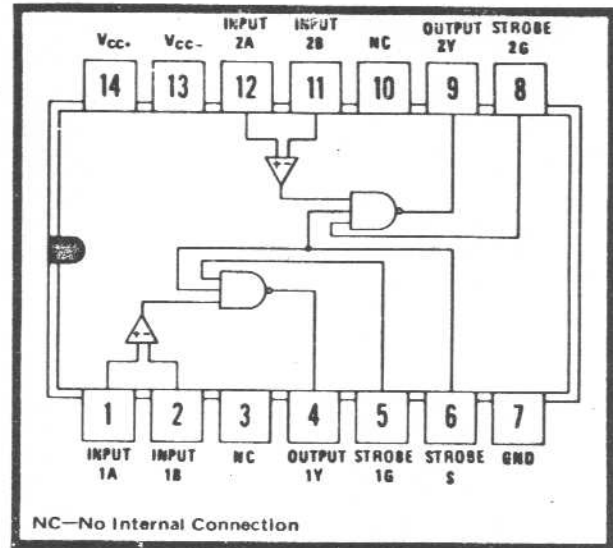 VCC+ VCC- INPUT 2A INPUT 2B NC OUTPUT 2Y STROBE 2G
14 13 12 11 10 9 8
+ -
+ -
1 2 3 4 5 6 7
INPUT 1A INPUT 1B NC OUTPUT 1Y STROBE 1G STROBE S GND
NC—No Internal Connection